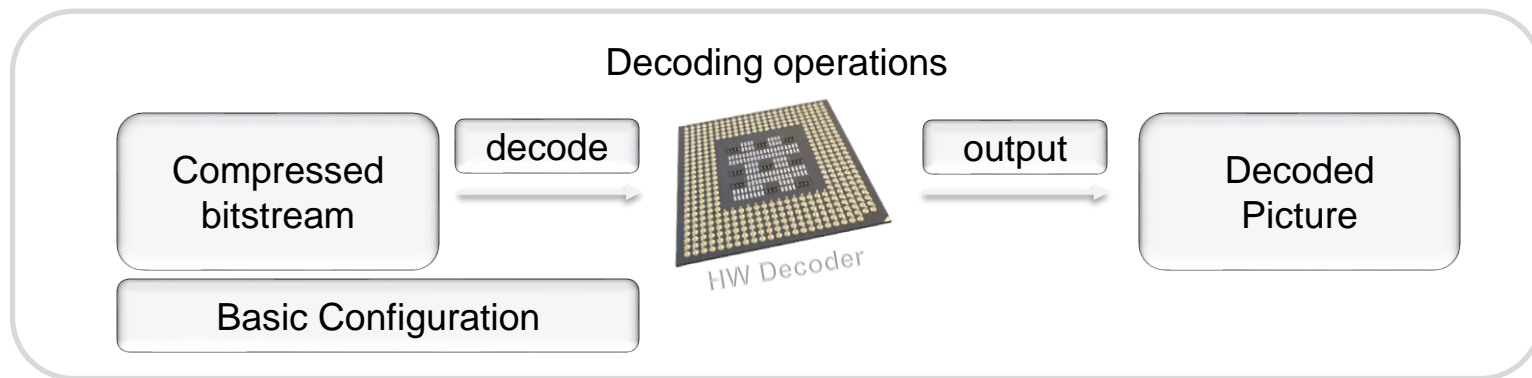 Decoding operations
Compressed
bitstream
decode
HW Decoder
output
Decoded
Picture
Basic Configuration